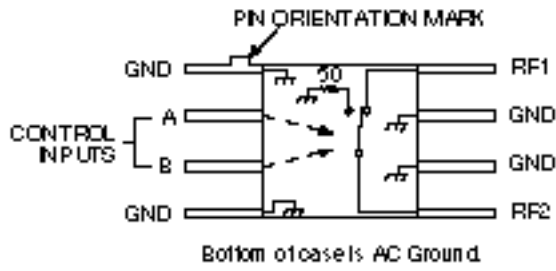 PIN ORIENTATION MARK
GND
50
RF1
A
GND
CONTROL
INPUTS
B
GND
GND
RF2
Bottom of case is AC Ground.